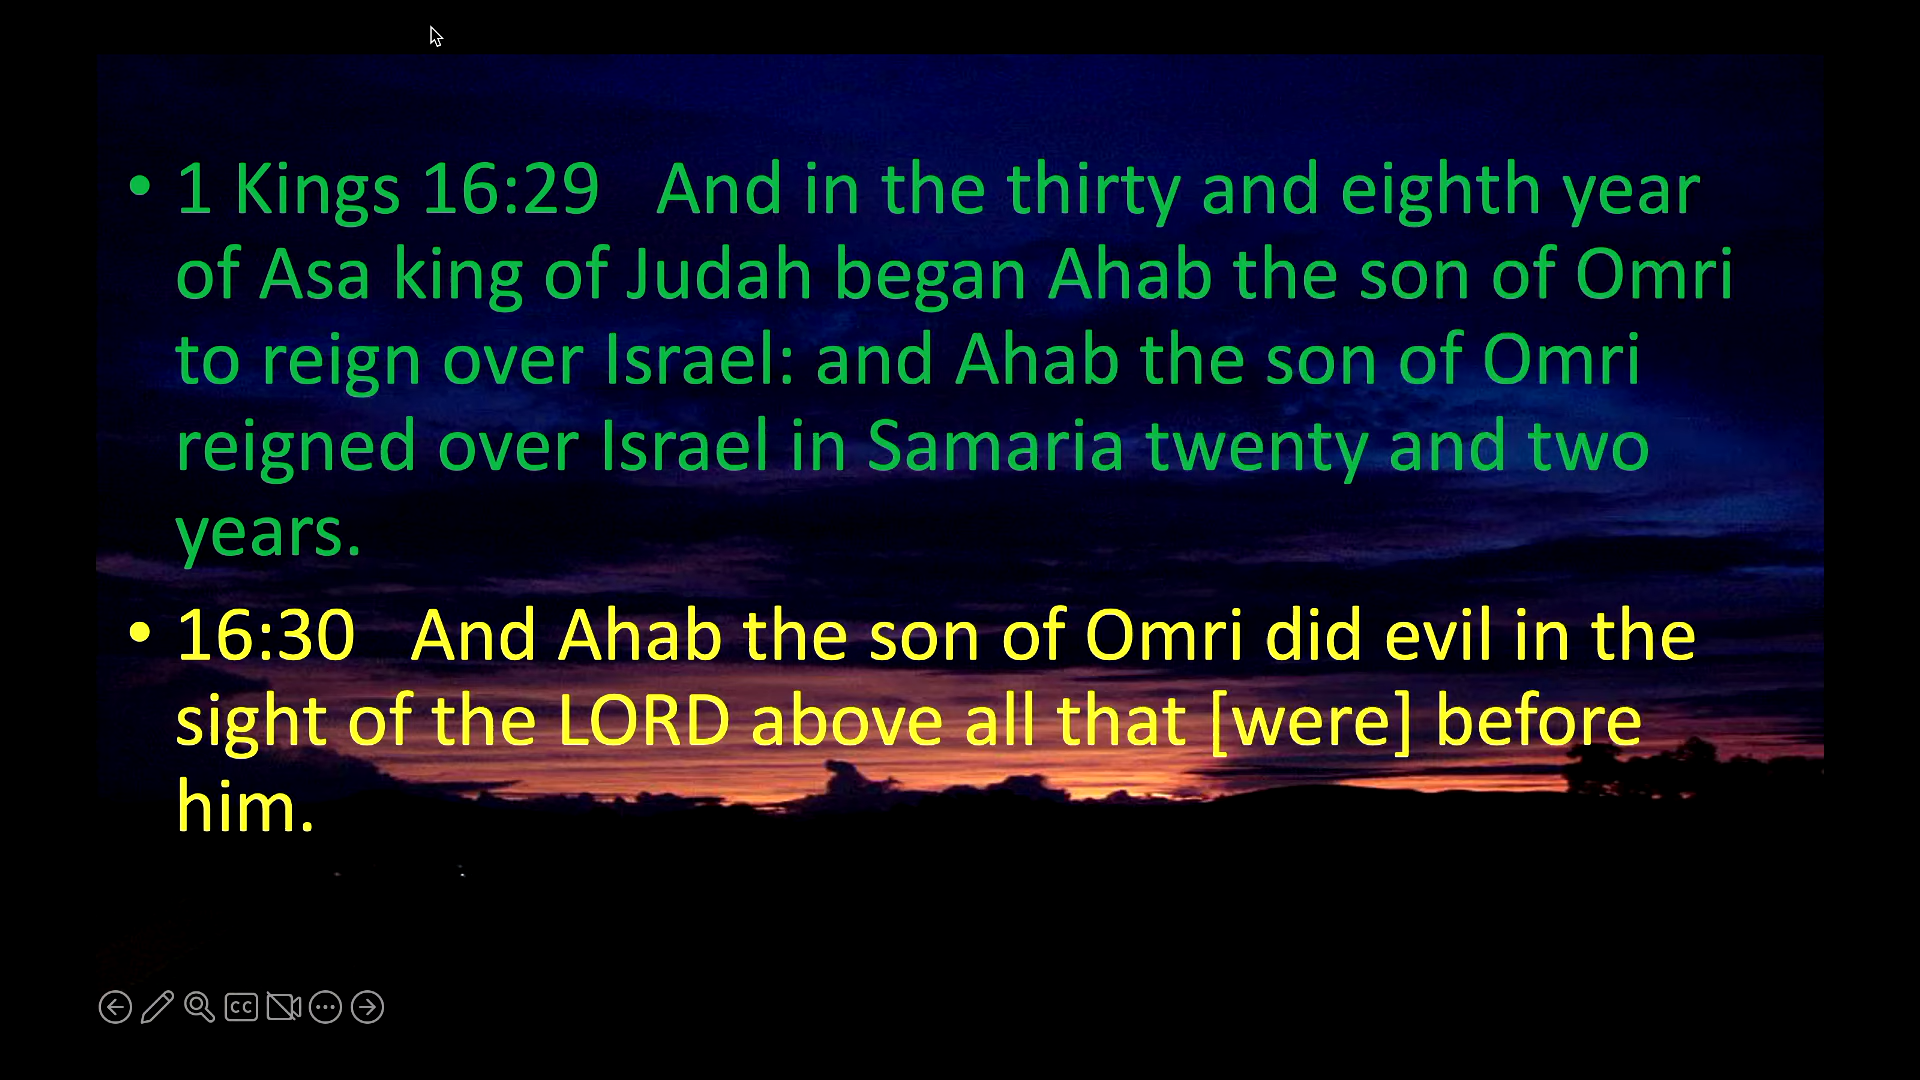 • 1 Kings 16:29 And in the thirty and eighth year
of Asa king of Judah began Ahab the son of Omri
to reign over Israel: and Ahab the son of Omri
reigned over Israel in Samaria twenty and two
years.
• 16:30 And Ahab the son of Omri did evil in the
sight of the LORD above all that [were] before
him.
CC